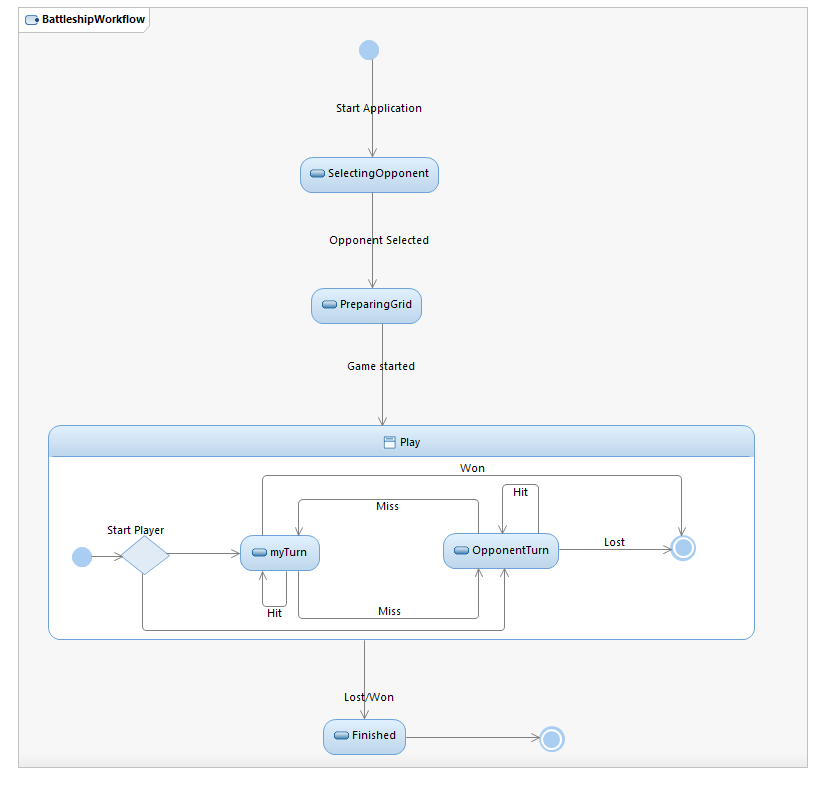 BattleshipWorkflow
Start Application
SelectingOpponent
Opponent Selected
PreparingGrid
Game started
Play
Won
Hit
Miss
Start Player
Lost
myTurn
OpponentTurn
Hit
Miss
Lost/Won
Finished